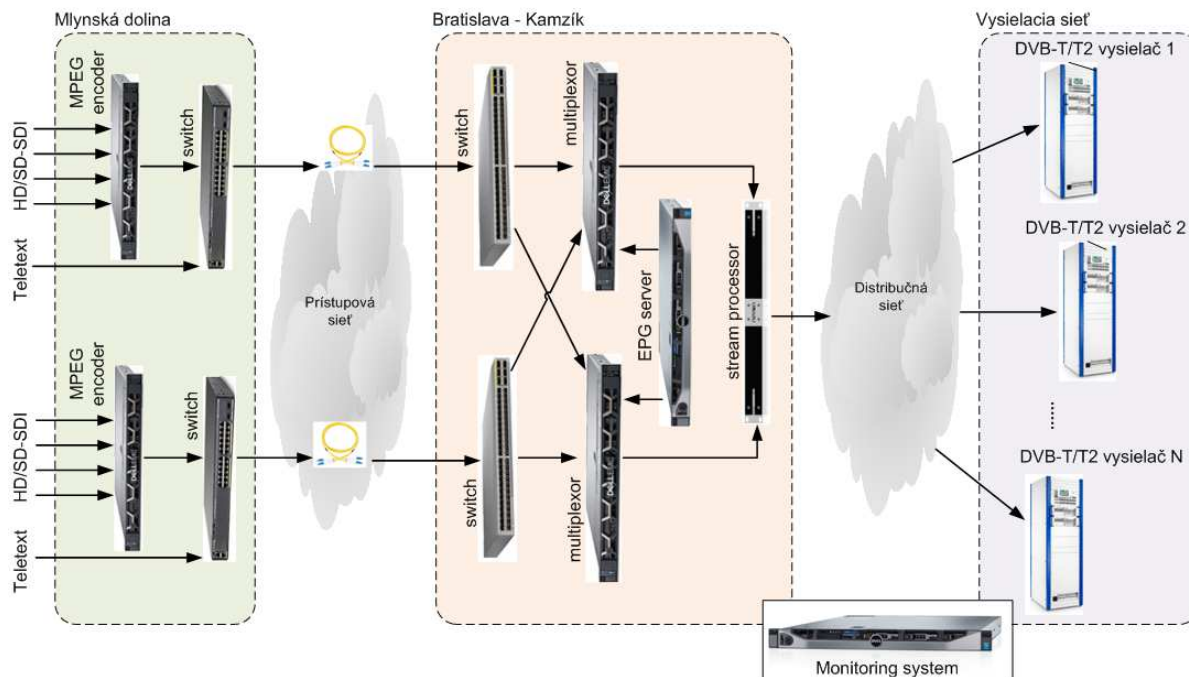 Mlynská dolina
Bratislava - Kamzík
Vysielacia sieť
MPEG
encoder
switch
HD/SD-SDI
Teletext
Prístupová
sieť
switch
multiplexor
EPG server
stream processor
Distribučná
sieť
DVB-T/T2 vysielač 1
DVB-T/T2 vysielač 2
......
DVB-T/T2 vysielač N
MPEG
encoder
switch
HD/SD-SDI
Teletext
switch
multiplexor
Monitoring system